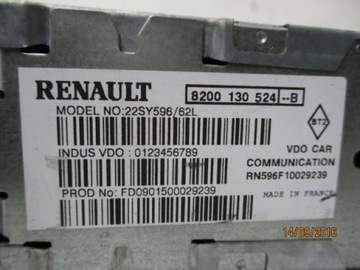 RENAULT
8200 130 524 --B
MODEL NO:22SY596/62L
BTZ
VDO CAR
INDUS VDO : 0123456789
COMMUNICATION
RN596F10029239
PROD No: FD0901500029239
MADE IN FRANCE
14/09/2016